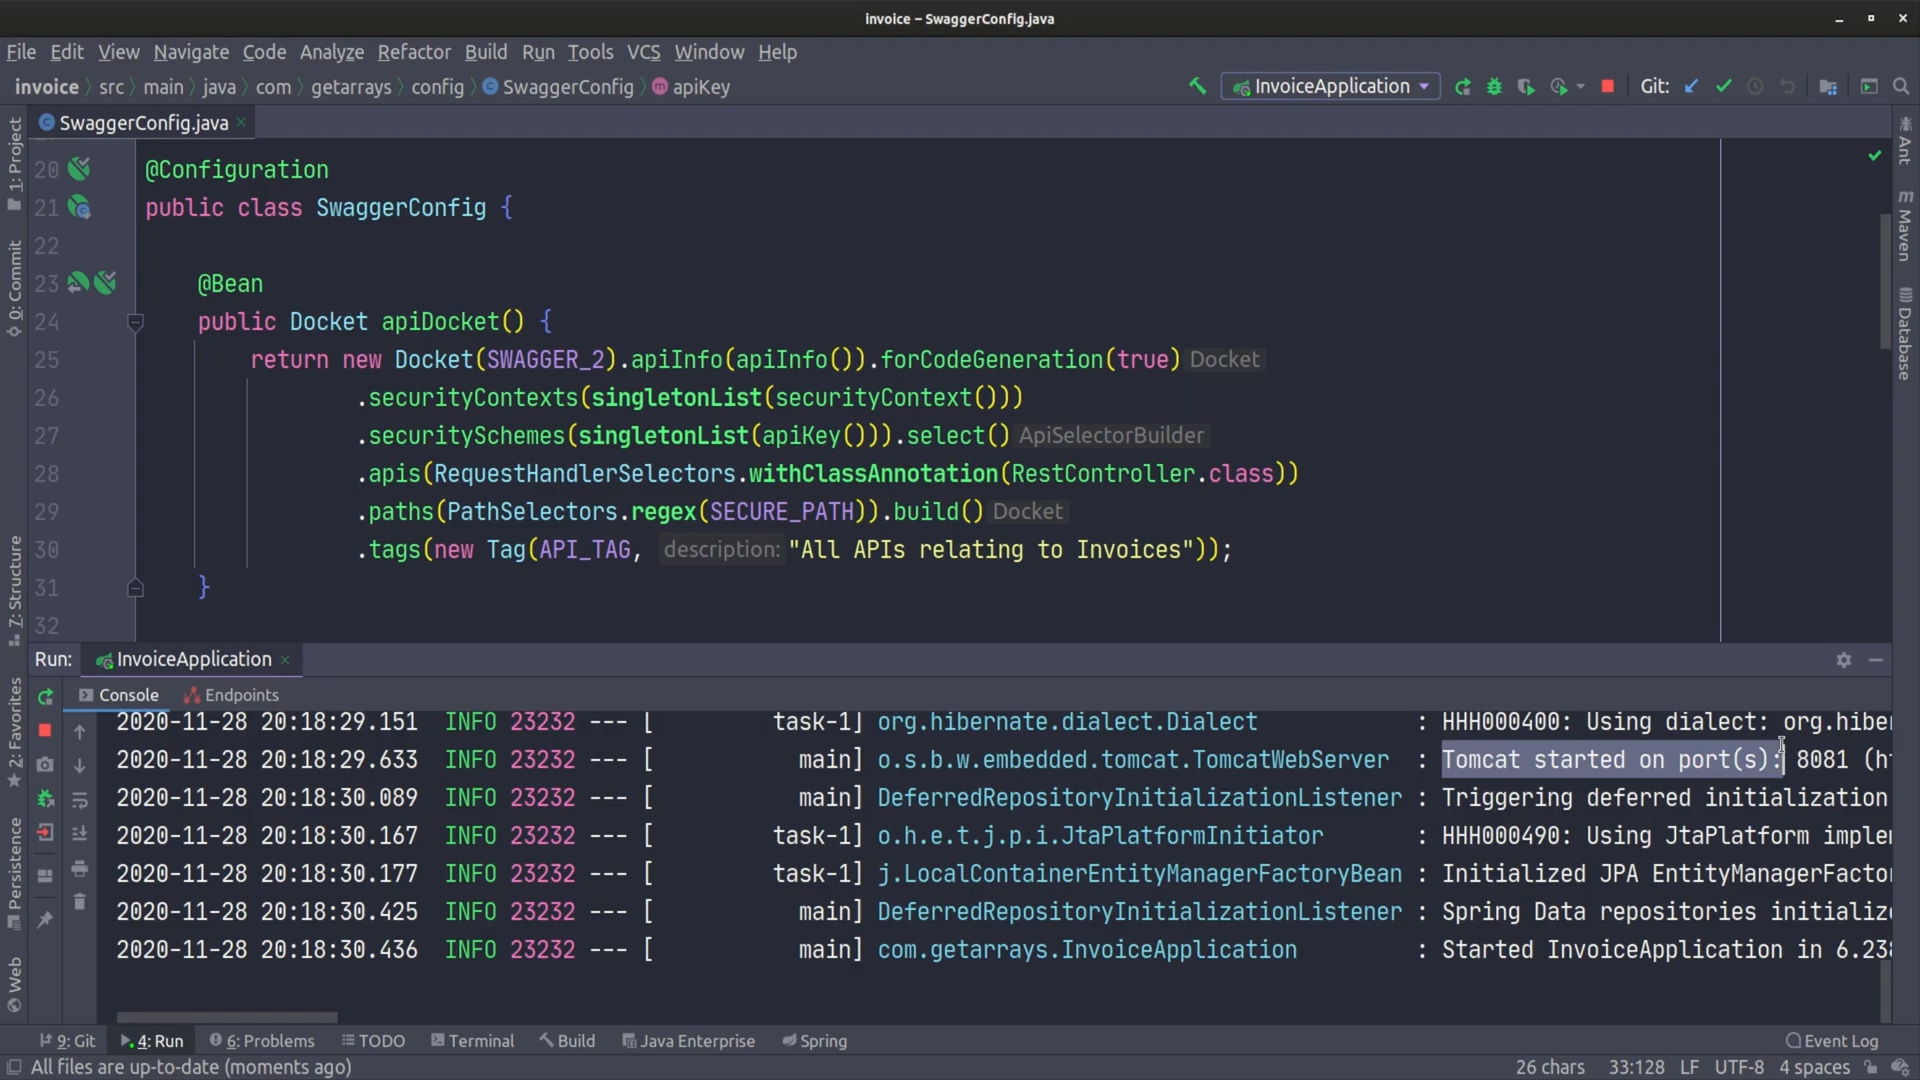 invoice – SwaggerConfig.java
File Edit View Navigate Code Analyze Refactor Build Run Tools VCS Window Help
invoice src main java com getarrays config SwaggerConfig apiKey InvoiceApplication Git:
SwaggerConfig.java
20 @Configuration
21 public class SwaggerConfig {
22
23 @Bean
24 public Docket apiDocket() {
25 return new Docket(SWAGGER_2).apiInfo(apiInfo()).forCodeGeneration(true) Docket
26 .securityContexts(singletonList(securityContext()))
27 .securitySchemes(singletonList(apiKey())).select() ApiSelectorBuilder
28 .apis(RequestHandlerSelectors.withClassAnnotation(RestController.class))
29 .paths(PathSelectors.regex(SECURE_PATH)).build() Docket
30 .tags(new Tag(API_TAG, description: "All APIs relating to Invoices"));
31 }
32
1: Project
0: Commit
7: Structure
2: Favorites
Persistence
Web
Ant
m
Maven
Database
Run: InvoiceApplication
Console Endpoints
2020-11-28 20:18:29.151 INFO 23232 --- [ task-1] org.hibernate.dialect.Dialect : HHH000400: Using dialect: org.hiber
2020-11-28 20:18:29.633 INFO 23232 --- [ main] o.s.b.w.embedded.tomcat.TomcatWebServer : Tomcat started on port(s): 8081 (ht
2020-11-28 20:18:30.089 INFO 23232 --- [ main] DeferredRepositoryInitializationListener : Triggering deferred initialization
2020-11-28 20:18:30.167 INFO 23232 --- [ task-1] o.h.e.t.j.p.i.JtaPlatformInitiator : HHH000490: Using JtaPlatform implem
2020-11-28 20:18:30.177 INFO 23232 --- [ task-1] j.LocalContainerEntityManagerFactoryBean : Initialized JPA EntityManagerFactor
2020-11-28 20:18:30.425 INFO 23232 --- [ main] DeferredRepositoryInitializationListener : Spring Data repositories initialize
2020-11-28 20:18:30.436 INFO 23232 --- [ main] com.getarrays.InvoiceApplication : Started InvoiceApplication in 6.238
9: Git 4: Run 6: Problems TODO Terminal Build Java Enterprise Spring Event Log
All files are up-to-date (moments ago) 26 chars 33:128 LF UTF-8 4 spaces